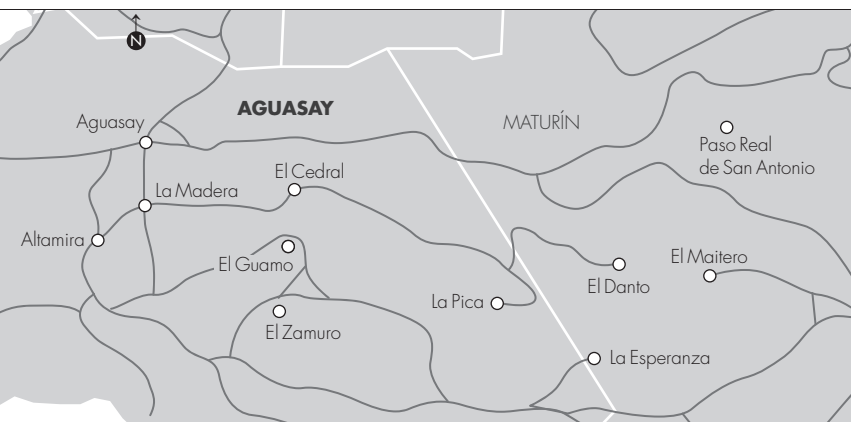 N
AGUASAY
Aguasay
MATURÍN
Paso Real
de San Antonio
El Cedral
La Madera
Altamira
El Guamo
El Maitero
El Danto
La Pica
El Zamuro
La Esperanza